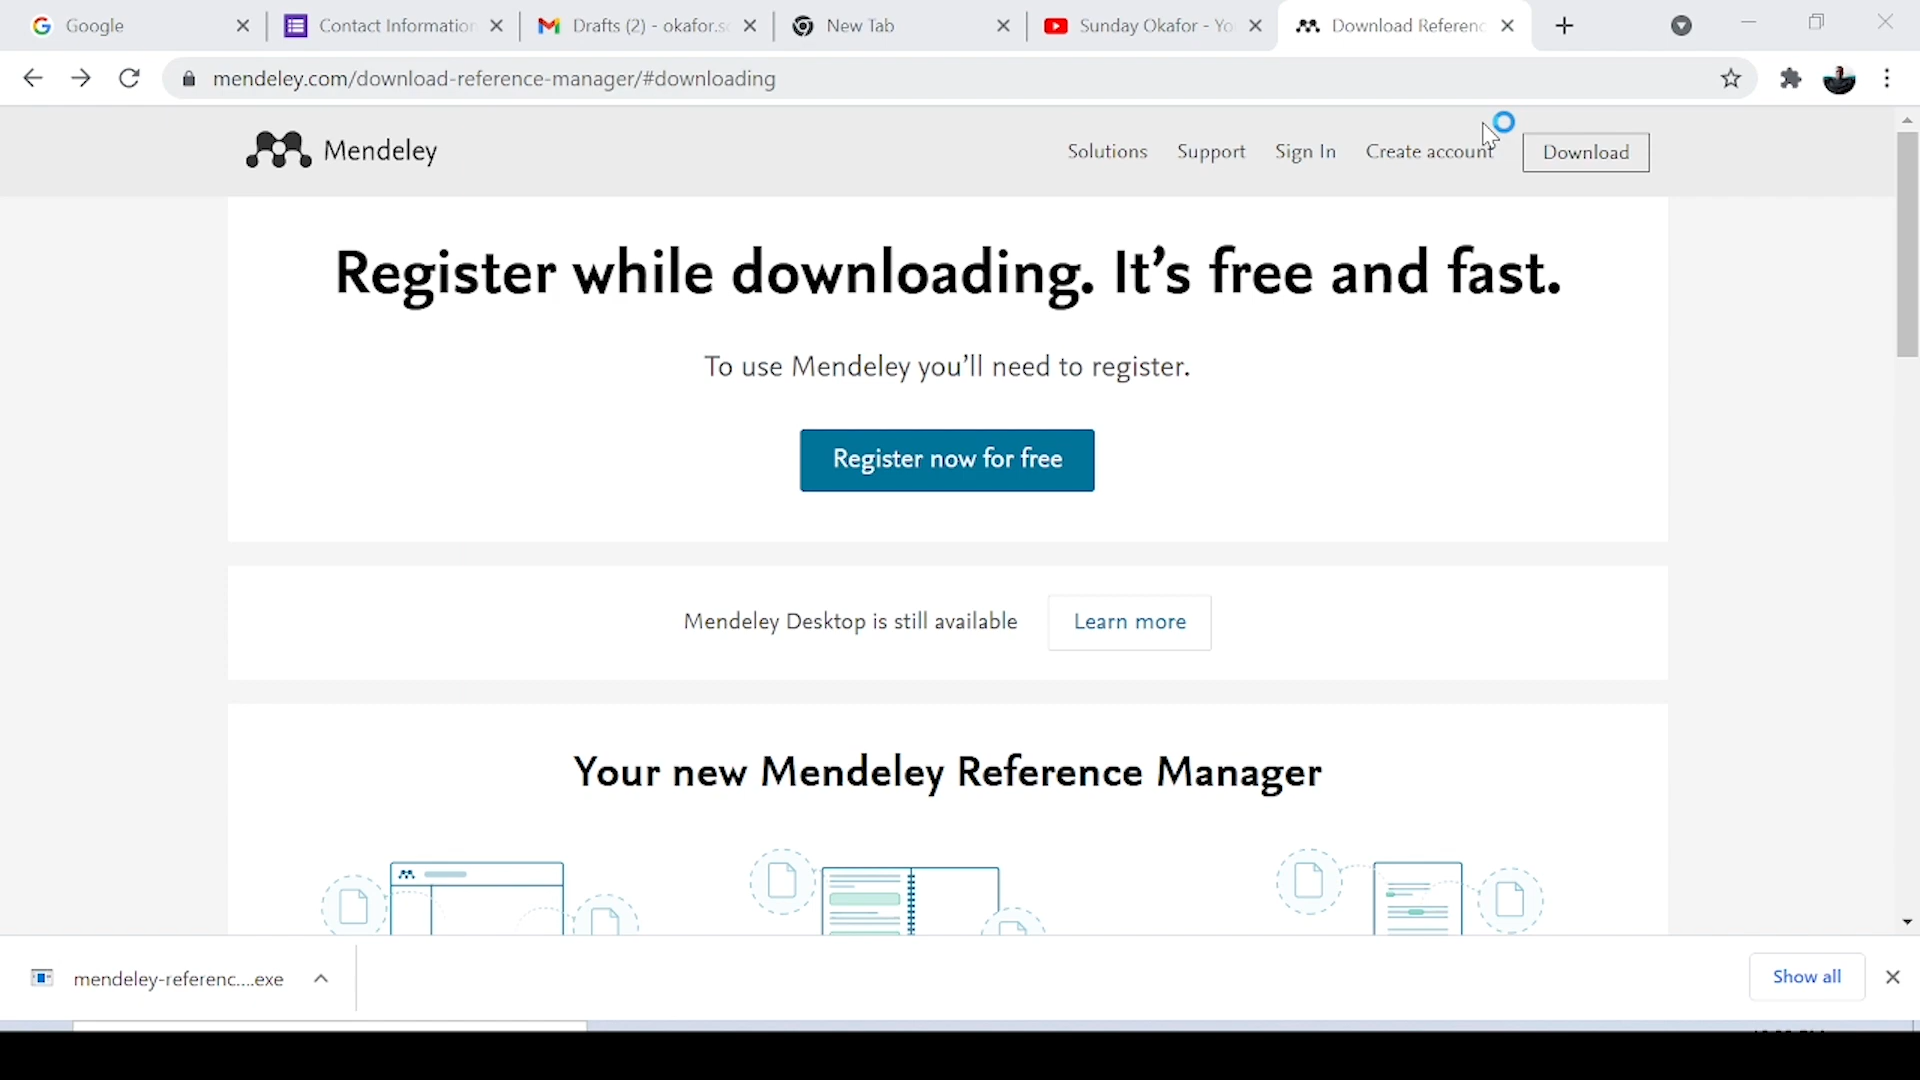 Google
Contact Information
Drafts (2) - okafor.s
New Tab
Sunday Okafor - Yo
Download Referenc
mendeley.com/download-reference-manager/#downloading
Mendeley
Solutions
Support
Sign In
Create account
Download
Register while downloading. It’s free and fast.
To use Mendeley you’ll need to register.
Register now for free
Mendeley Desktop is still available
Learn more
Your new Mendeley Reference Manager
mendeley-referenc....exe
Show all